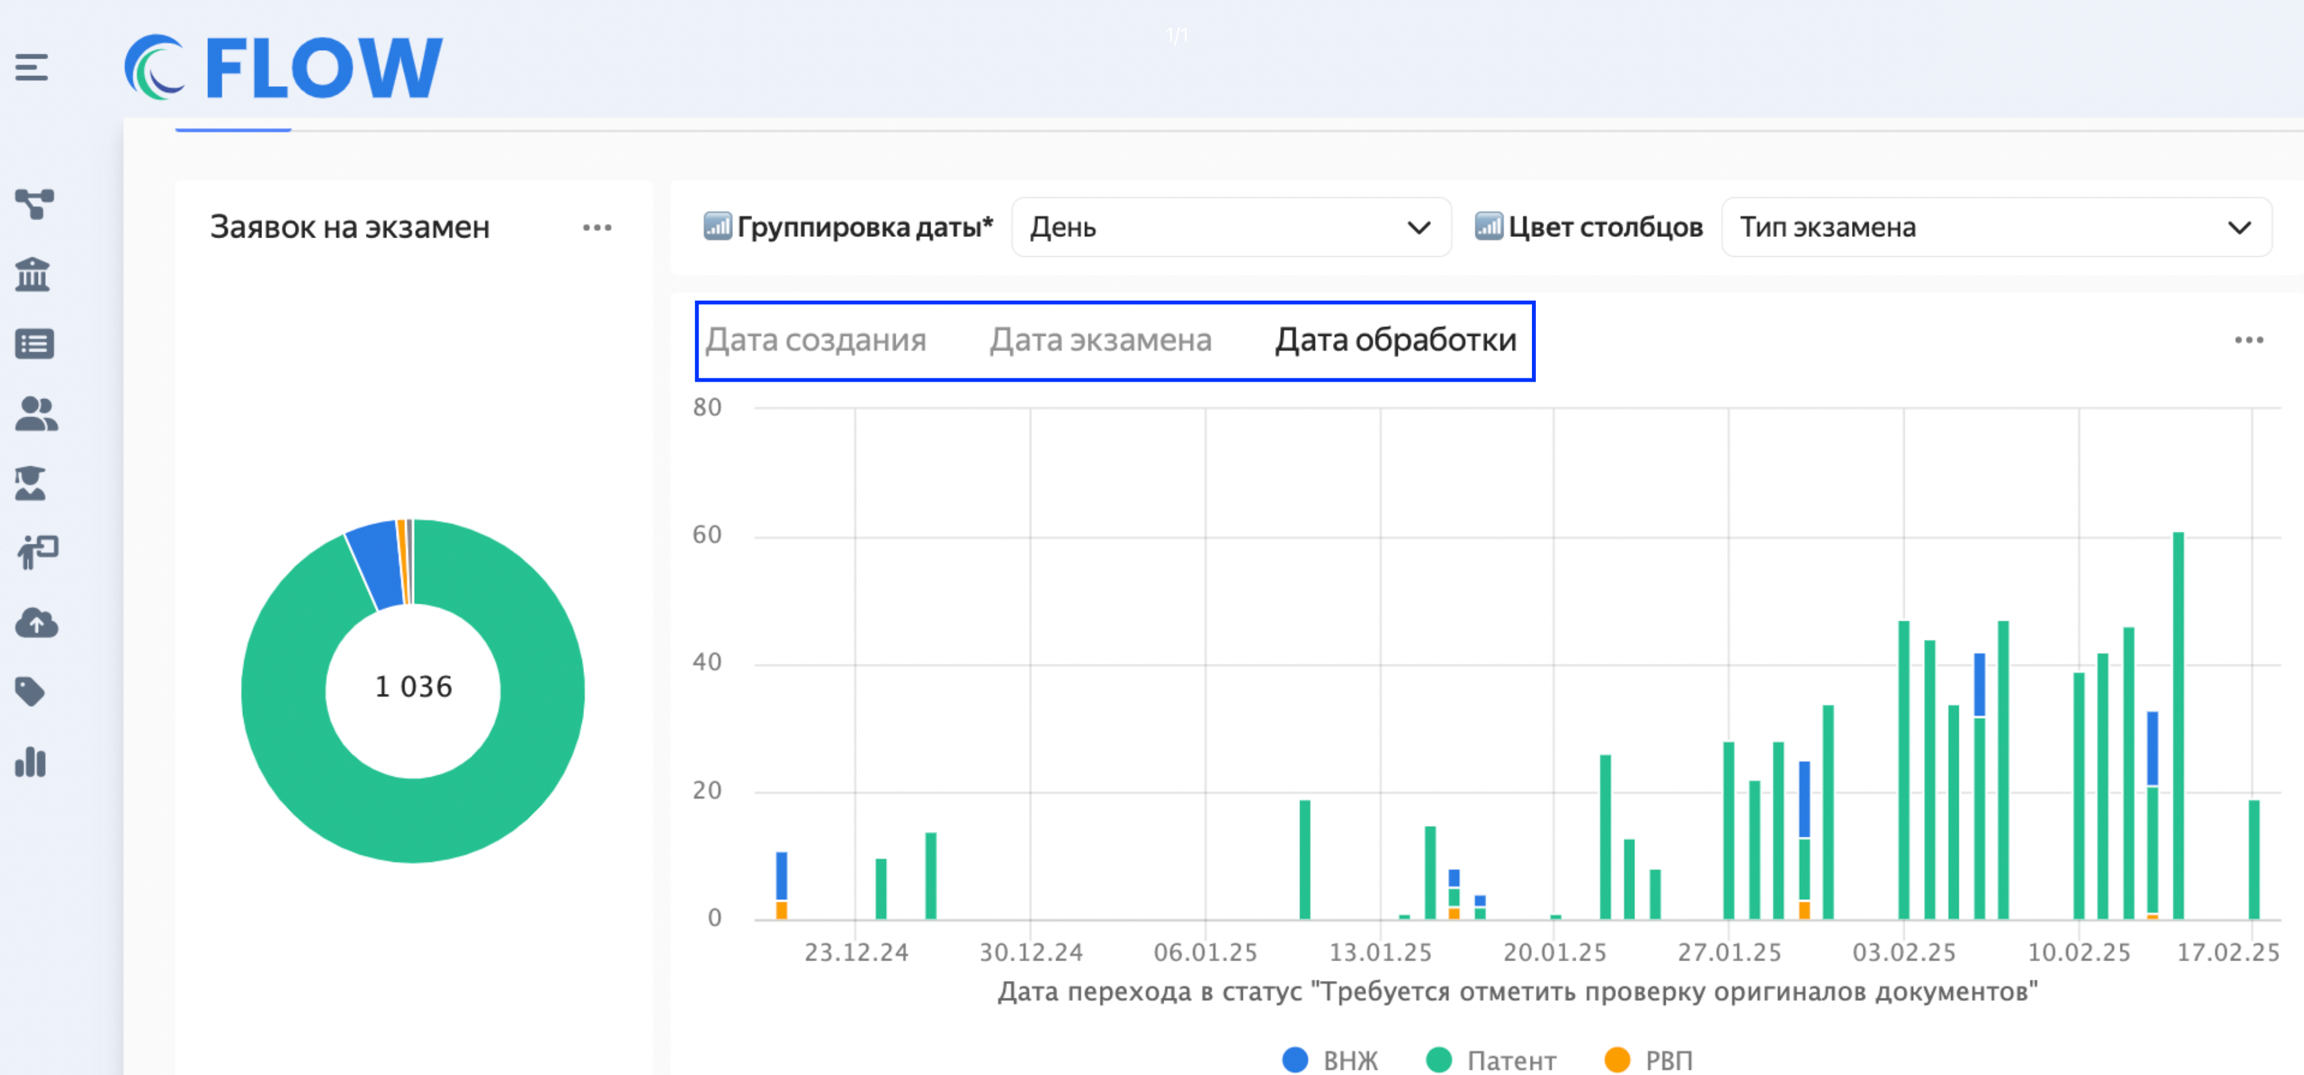 1/1
FLOW
Заявок на экзамен
Группировка даты* День Цвет столбцов Тип экзамена
Дата создания Дата экзамена Дата обработки
80
60
40
20
0
1 036
23.12.24 30.12.24 06.01.25 13.01.25 20.01.25 27.01.25 03.02.25 10.02.25 17.02.25
Дата перехода в статус "Требуется отметить проверку оригиналов документов"
ВНЖ Патент РВП